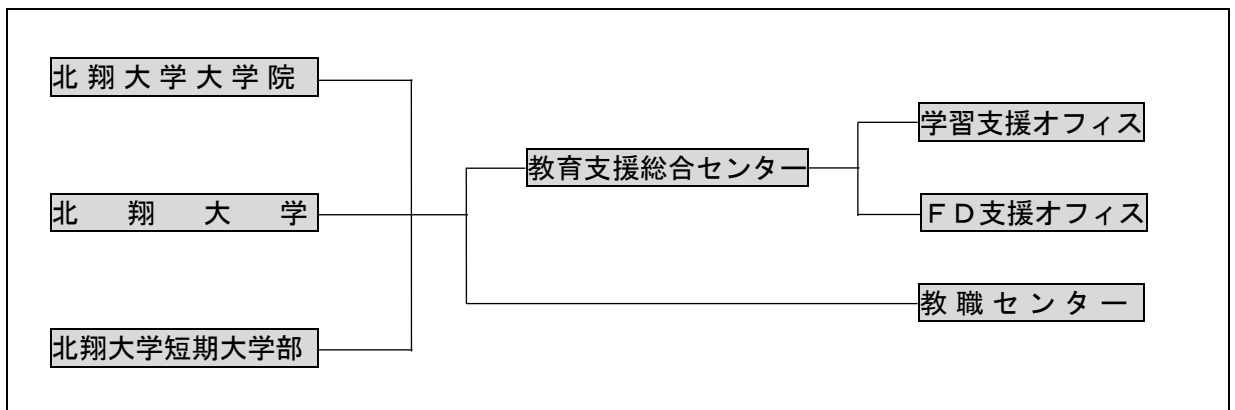 北翔大学大学院
北翔大学
北翔大学短期大学部
教育支援総合センター
学習支援オフィス
ＦＤ支援オフィス
教職センター